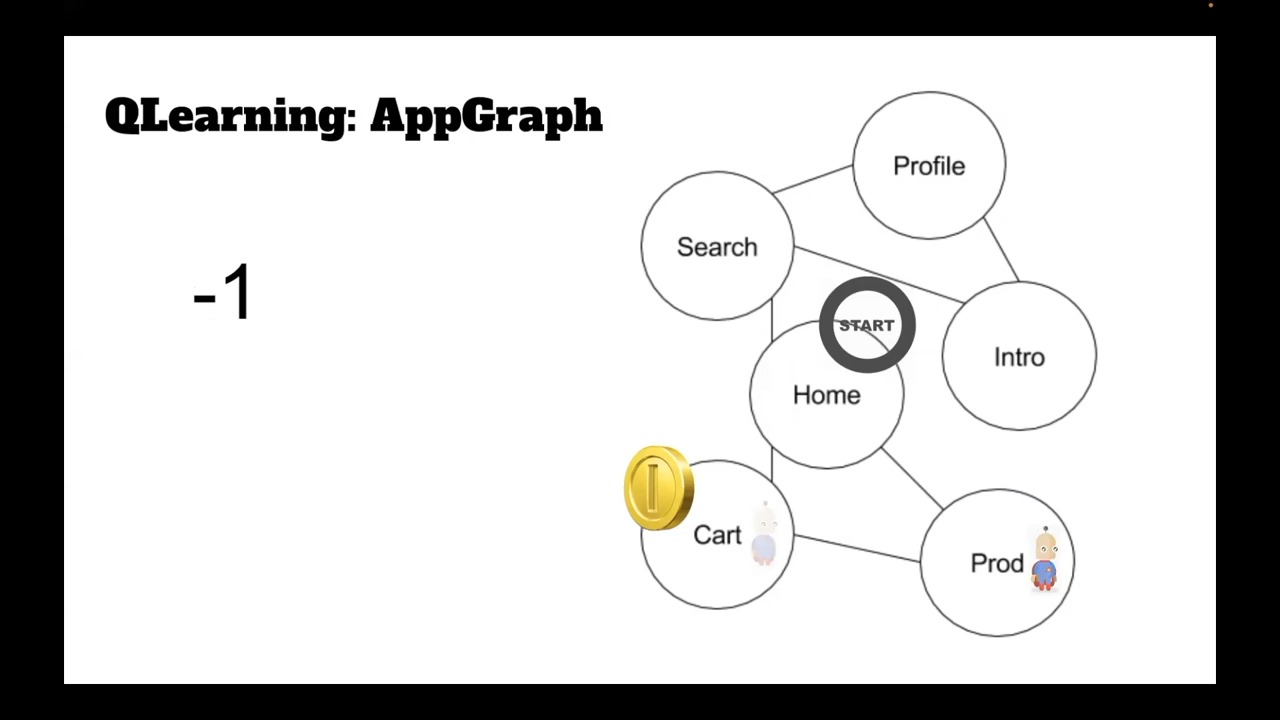 QLearning: AppGraph
Profile
Search
-1
START
Intro
Home
Cart
Prod